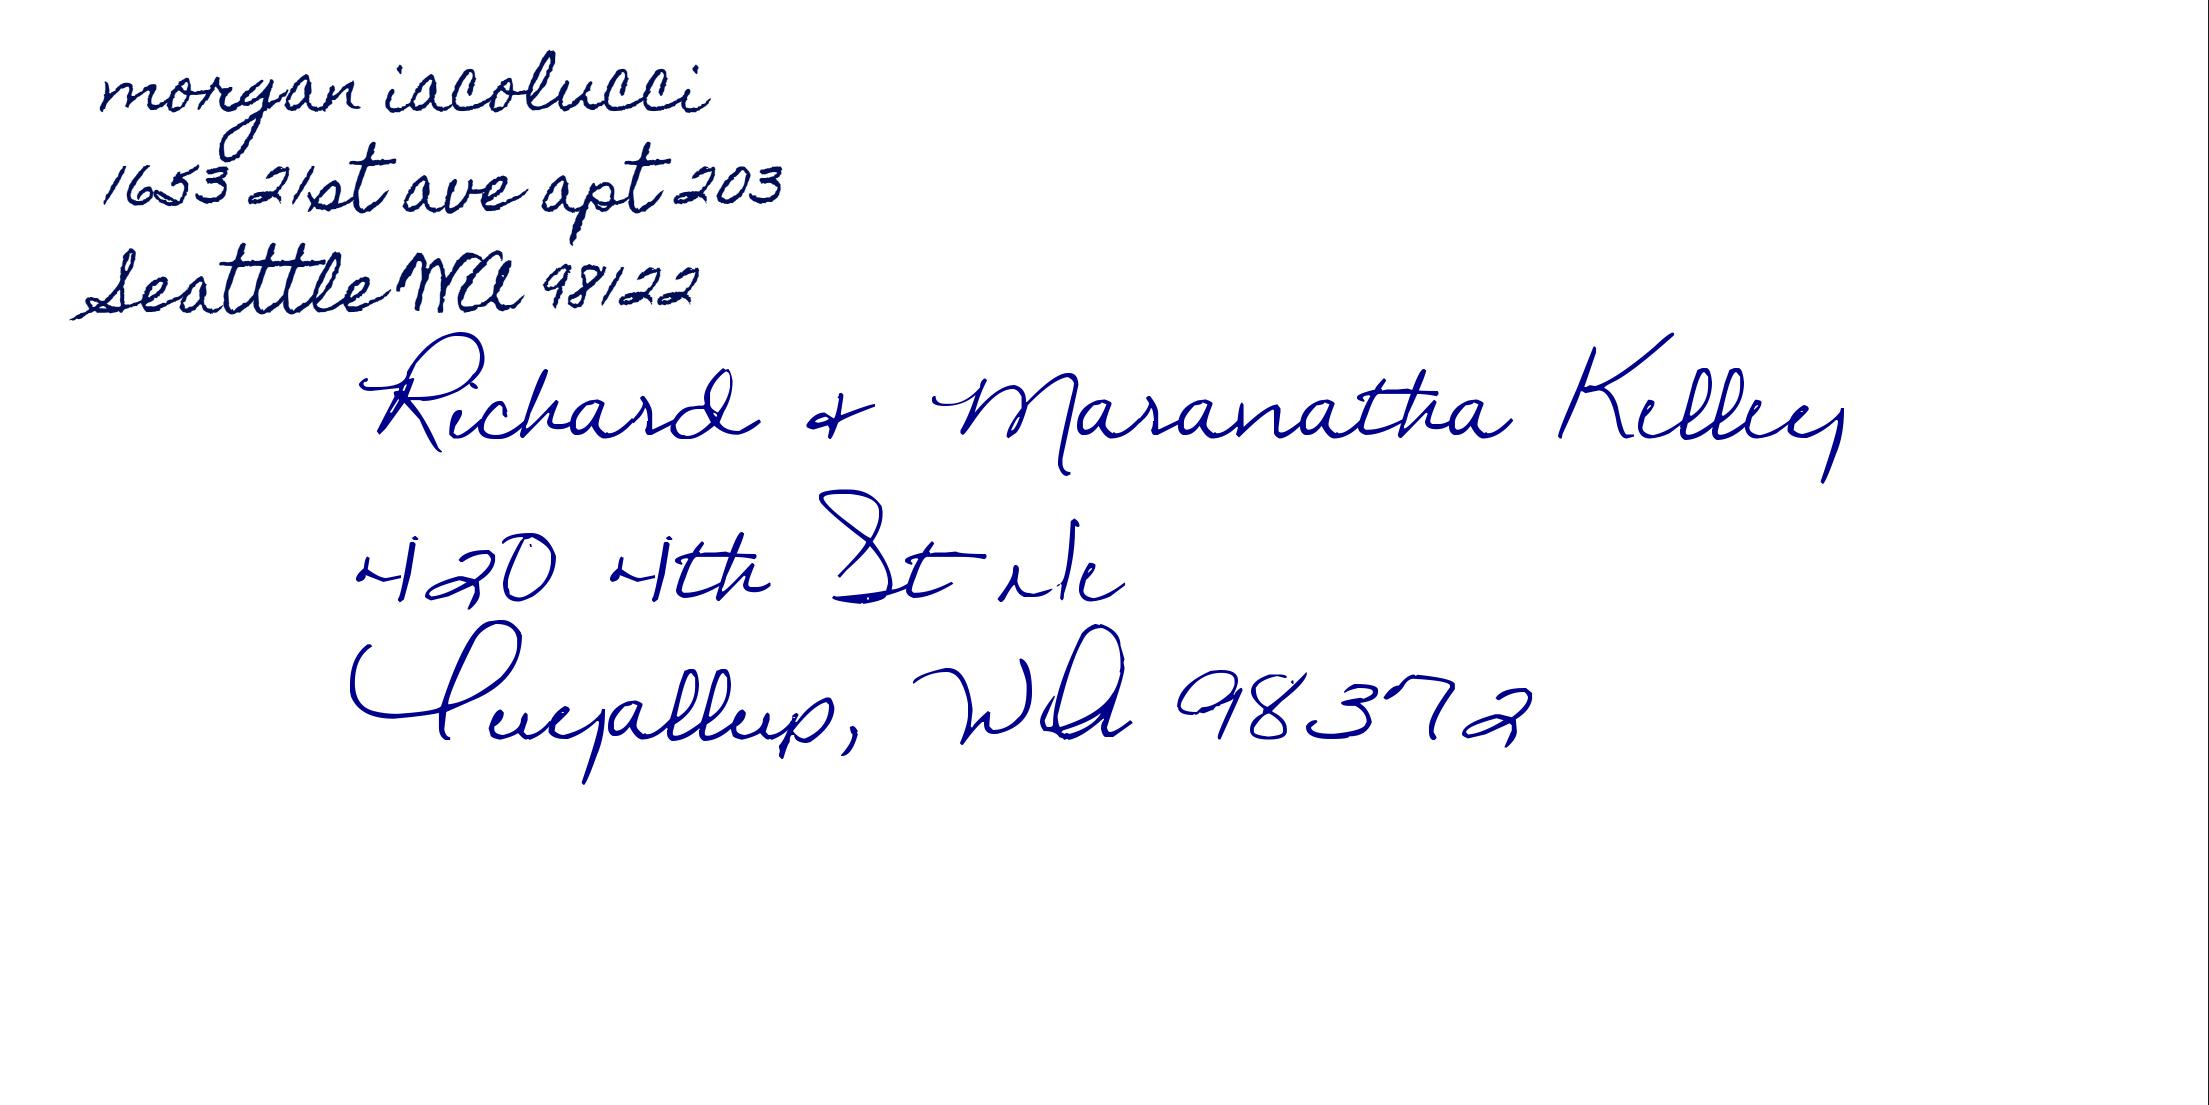 morgan iacolucci
1653 21st ave apt 203
Seatttle WA 98122
Richard & Maranatha Kelley
420 4th St Ne
Puyallup, WA 98372